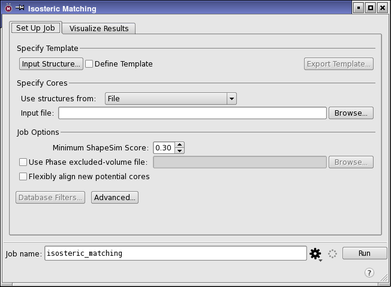 Isosteric Matching
Set Up Job Visualize Results
Specify Template
Input Structure... Define Template Export Template...
Specify Cores
Use structures from: File
Input file: Browse...
Job Options
Minimum ShapeSim Score: 0.30
Use Phase excluded-volume file: Browse...
Flexibly align new potential cores
Database Filters... Advanced...
Job name: isosteric_matching Run
?